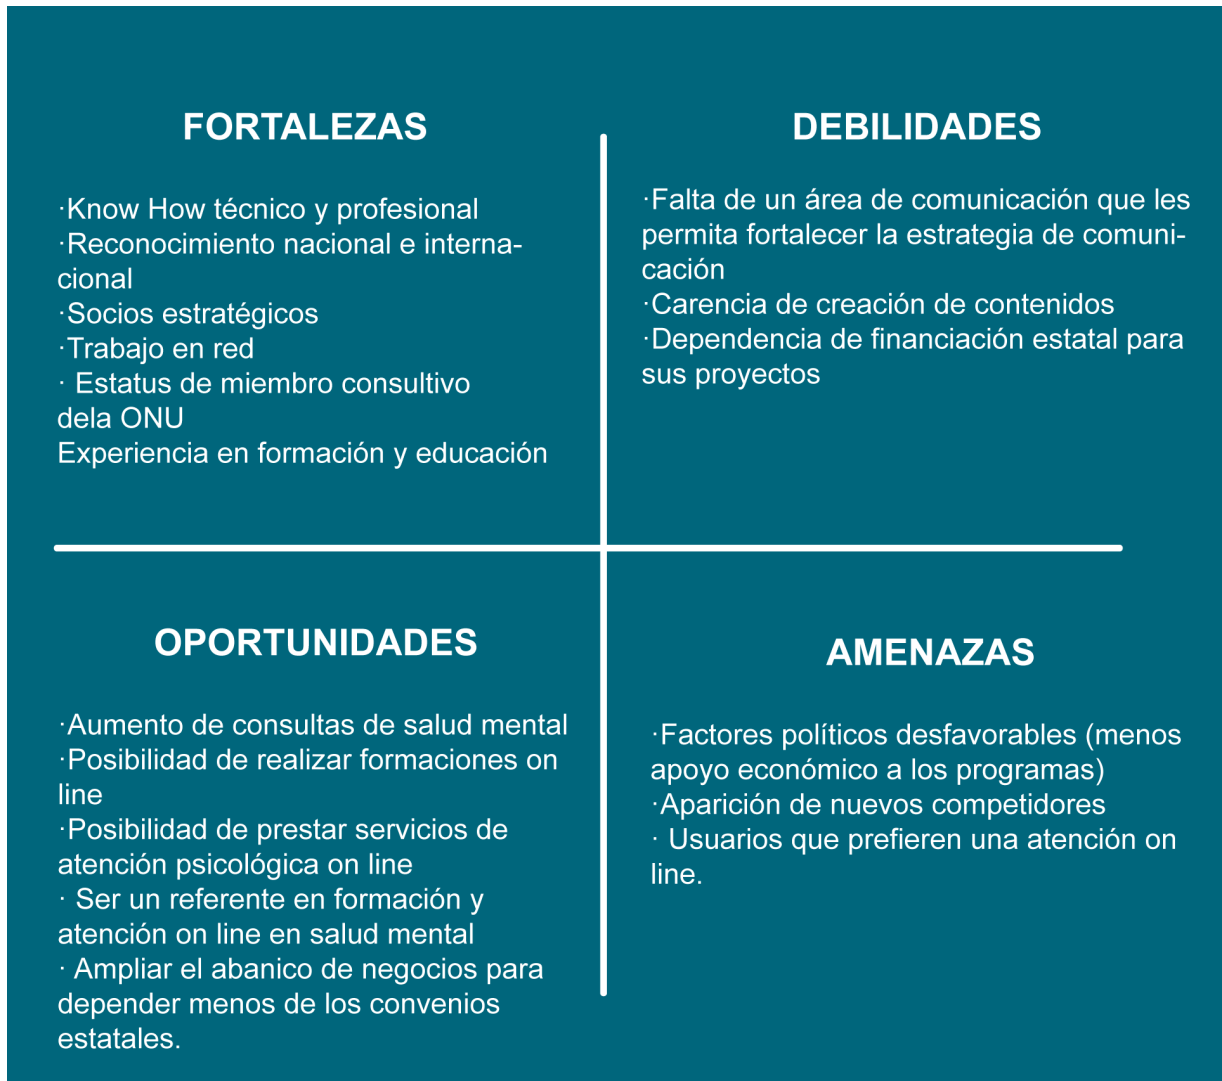 FORTALEZAS
·Know How técnico y profesional
·Reconocimiento nacional e interna-
cional
·Socios estratégicos
·Trabajo en red
· Estatus de miembro consultivo
dela ONU
Experiencia en formación y educación
DEBILIDADES
·Falta de un área de comunicación que les
permita fortalecer la estrategia de comuni-
cación
·Carencia de creación de contenidos
·Dependencia de financiación estatal para
sus proyectos
OPORTUNIDADES
·Aumento de consultas de salud mental
·Posibilidad de realizar formaciones on
line
·Posibilidad de prestar servicios de
atención psicológica on line
· Ser un referente en formación y
atención on line en salud mental
· Ampliar el abanico de negocios para
depender menos de los convenios
estatales.
AMENAZAS
·Factores políticos desfavorables (menos
apoyo económico a los programas)
·Aparición de nuevos competidores
· Usuarios que prefieren una atención on
line.